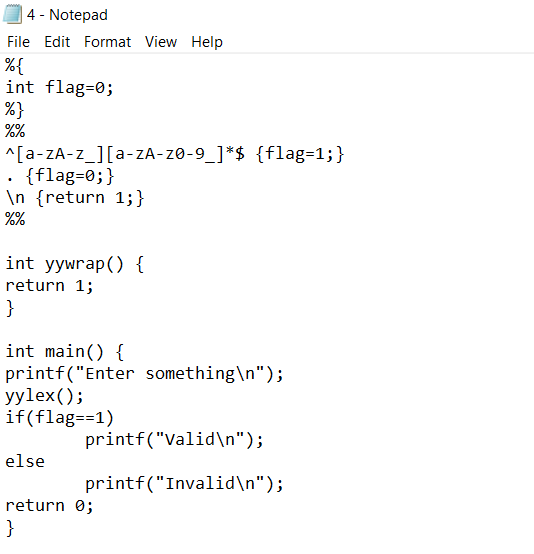 4 - Notepad
File Edit Format View Help
%{
int flag=0;
%}
%%
^[a-zA-z_][a-zA-z0-9_]*$ {flag=1;}
. {flag=0;}
\n {return 1;}
%%

int yywrap() {
return 1;
}

int main() {
printf("Enter something\n");
yylex();
if(flag==1)
        printf("Valid\n");
else
        printf("Invalid\n");
return 0;
}